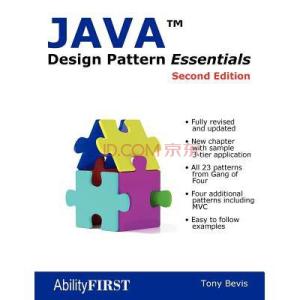 JAVA™
Design Pattern Essentials
Second Edition
• Fully revised
and updated
• New chapter
with sample
3-tier application
• All 23 patterns
from Gang of
Four
• Four additional
patterns including
MVC
• Easy to follow
examples
JD.COM 京东
AbilityFIRST
Tony Bevis